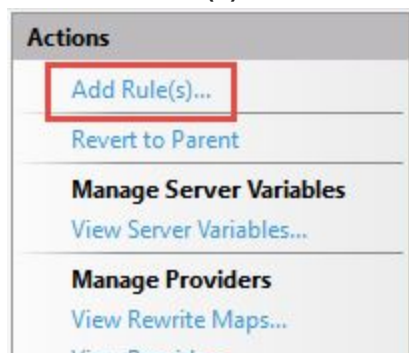 Actions
Add Rule(s)...
Revert to Parent
Manage Server Variables
View Server Variables...
Manage Providers
View Rewrite Maps...